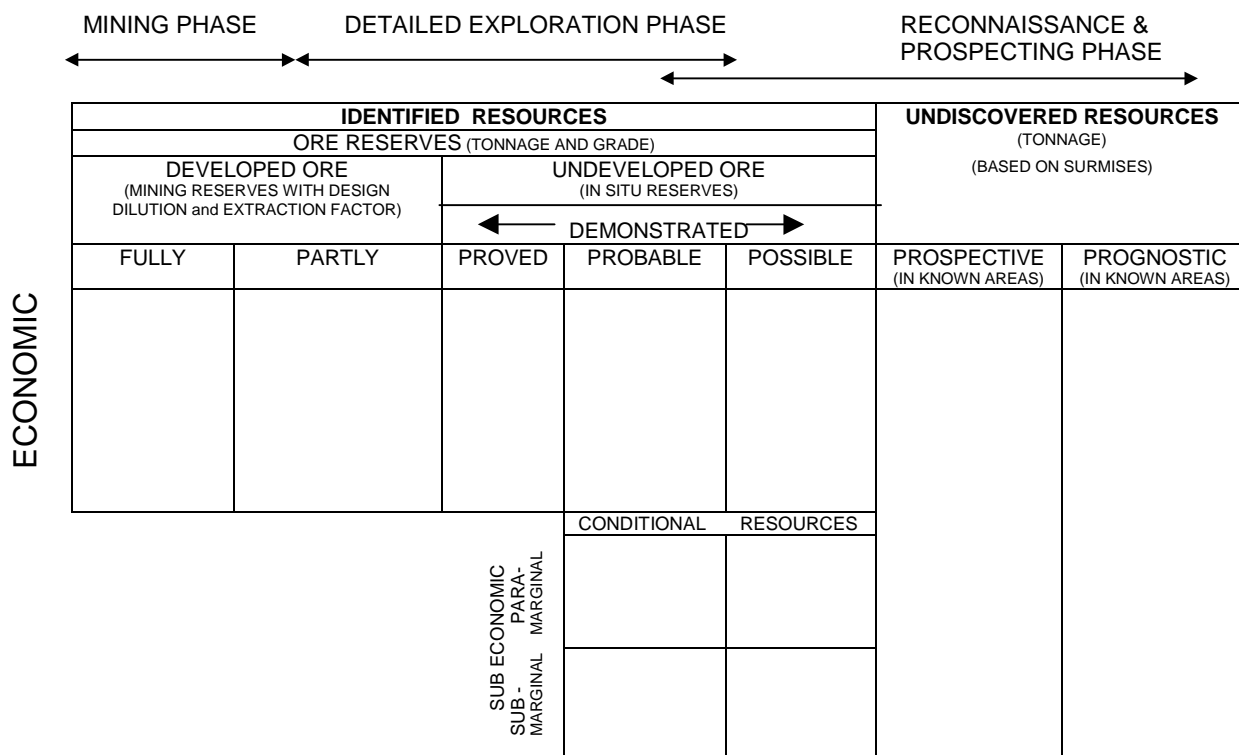 MINING PHASE
DETAILED EXPLORATION PHASE
RECONNAISSANCE &
PROSPECTING PHASE
IDENTIFIED RESOURCES
UNDISCOVERED RESOURCES
(TONNAGE)
(BASED ON SURMISES)
ORE RESERVES (TONNAGE AND GRADE)
DEVELOPED ORE
(MINING RESERVES WITH DESIGN
DILUTION and EXTRACTION FACTOR)
UNDEVELOPED ORE
(IN SITU RESERVES)
DEMONSTRATED
FULLY
PARTLY
PROVED
PROBABLE
POSSIBLE
PROSPECTIVE
(IN KNOWN AREAS)
PROGNOSTIC
(IN KNOWN AREAS)
ECONOMIC
CONDITIONAL RESOURCES
SUB ECONOMIC
PARA-
MARGINAL
SUB -
MARGINAL